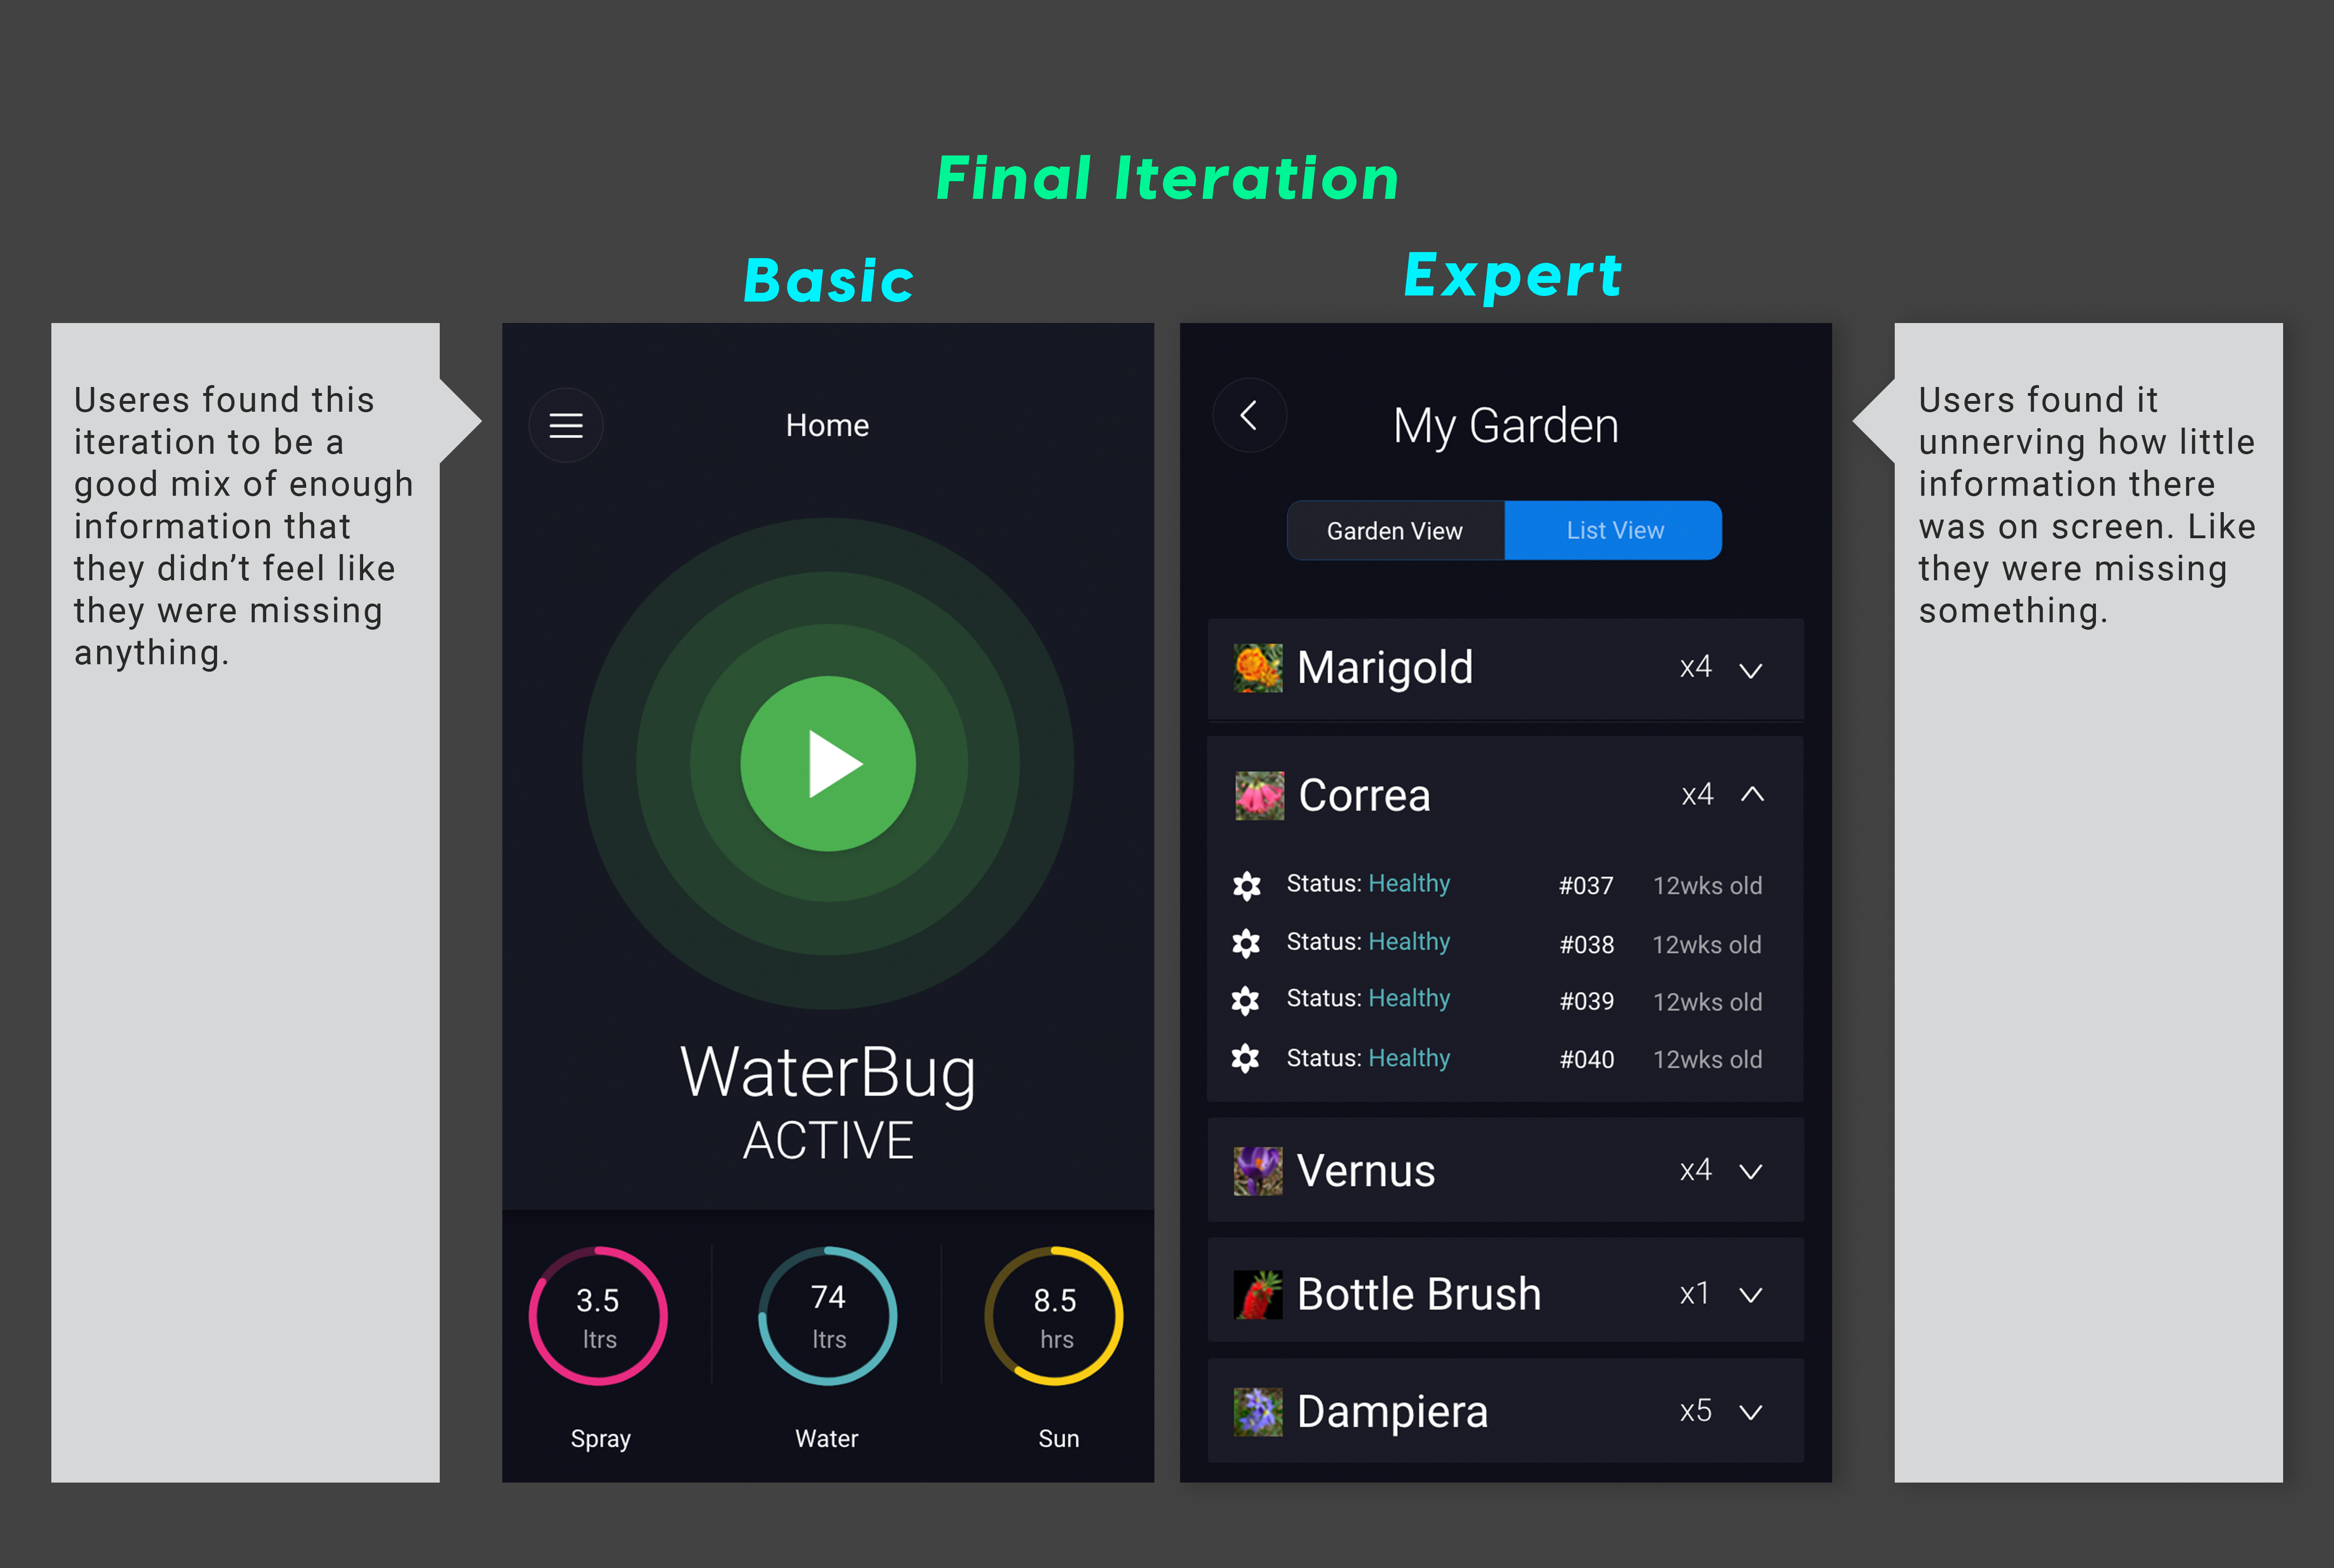 Final Iteration
Basic
Expert
Useres found this
iteration to be a
good mix of enough
information that
they didn’t feel like
they were missing
anything.
Home
WaterBug
ACTIVE
3.5
ltrs
Spray
74
ltrs
Water
8.5
hrs
Sun
My Garden
Garden View
List View
Marigold x4
Correa x4
Status: Healthy #037 12wks old
Status: Healthy #038 12wks old
Status: Healthy #039 12wks old
Status: Healthy #040 12wks old
Vernus x4
Bottle Brush x1
Dampiera x5
Users found it
unnerving how little
information there
was on screen. Like
they were missing
something.